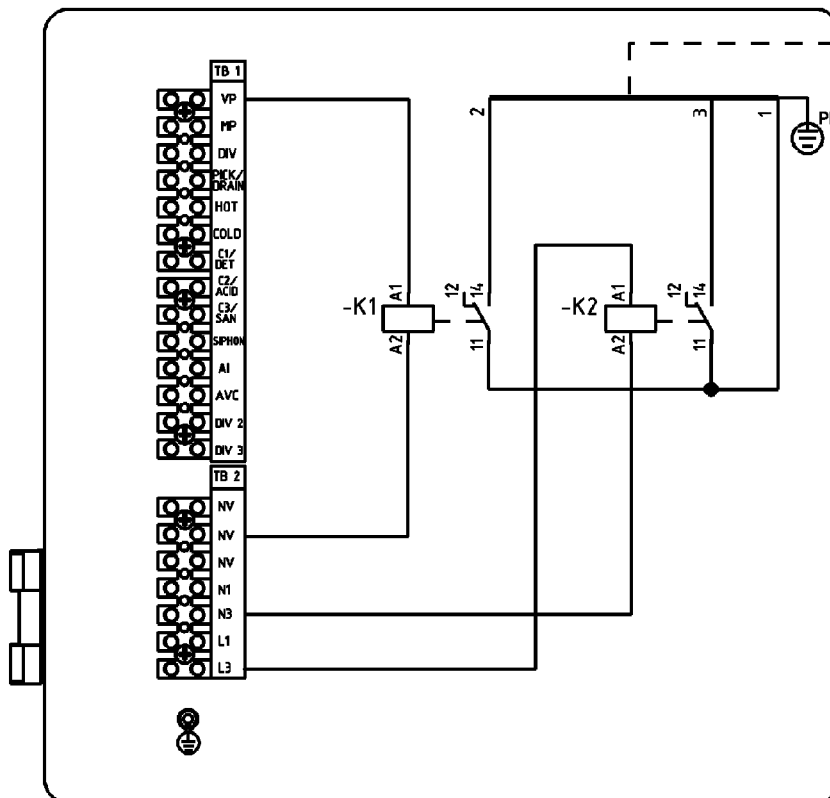 TB 1
VP
MP
DIV
PICK/
DRAIN
HOT
COLD
C1/
DET
C2/
ACID
C3/
SAN
SIPHON
AI
AVC
DIV 2
DIV 3
TB 2
NV
NV
NV
N1
N3
L1
L3
-K1
A1
A2
12
14
11
-K2
A1
A2
12
14
11
2
3
1